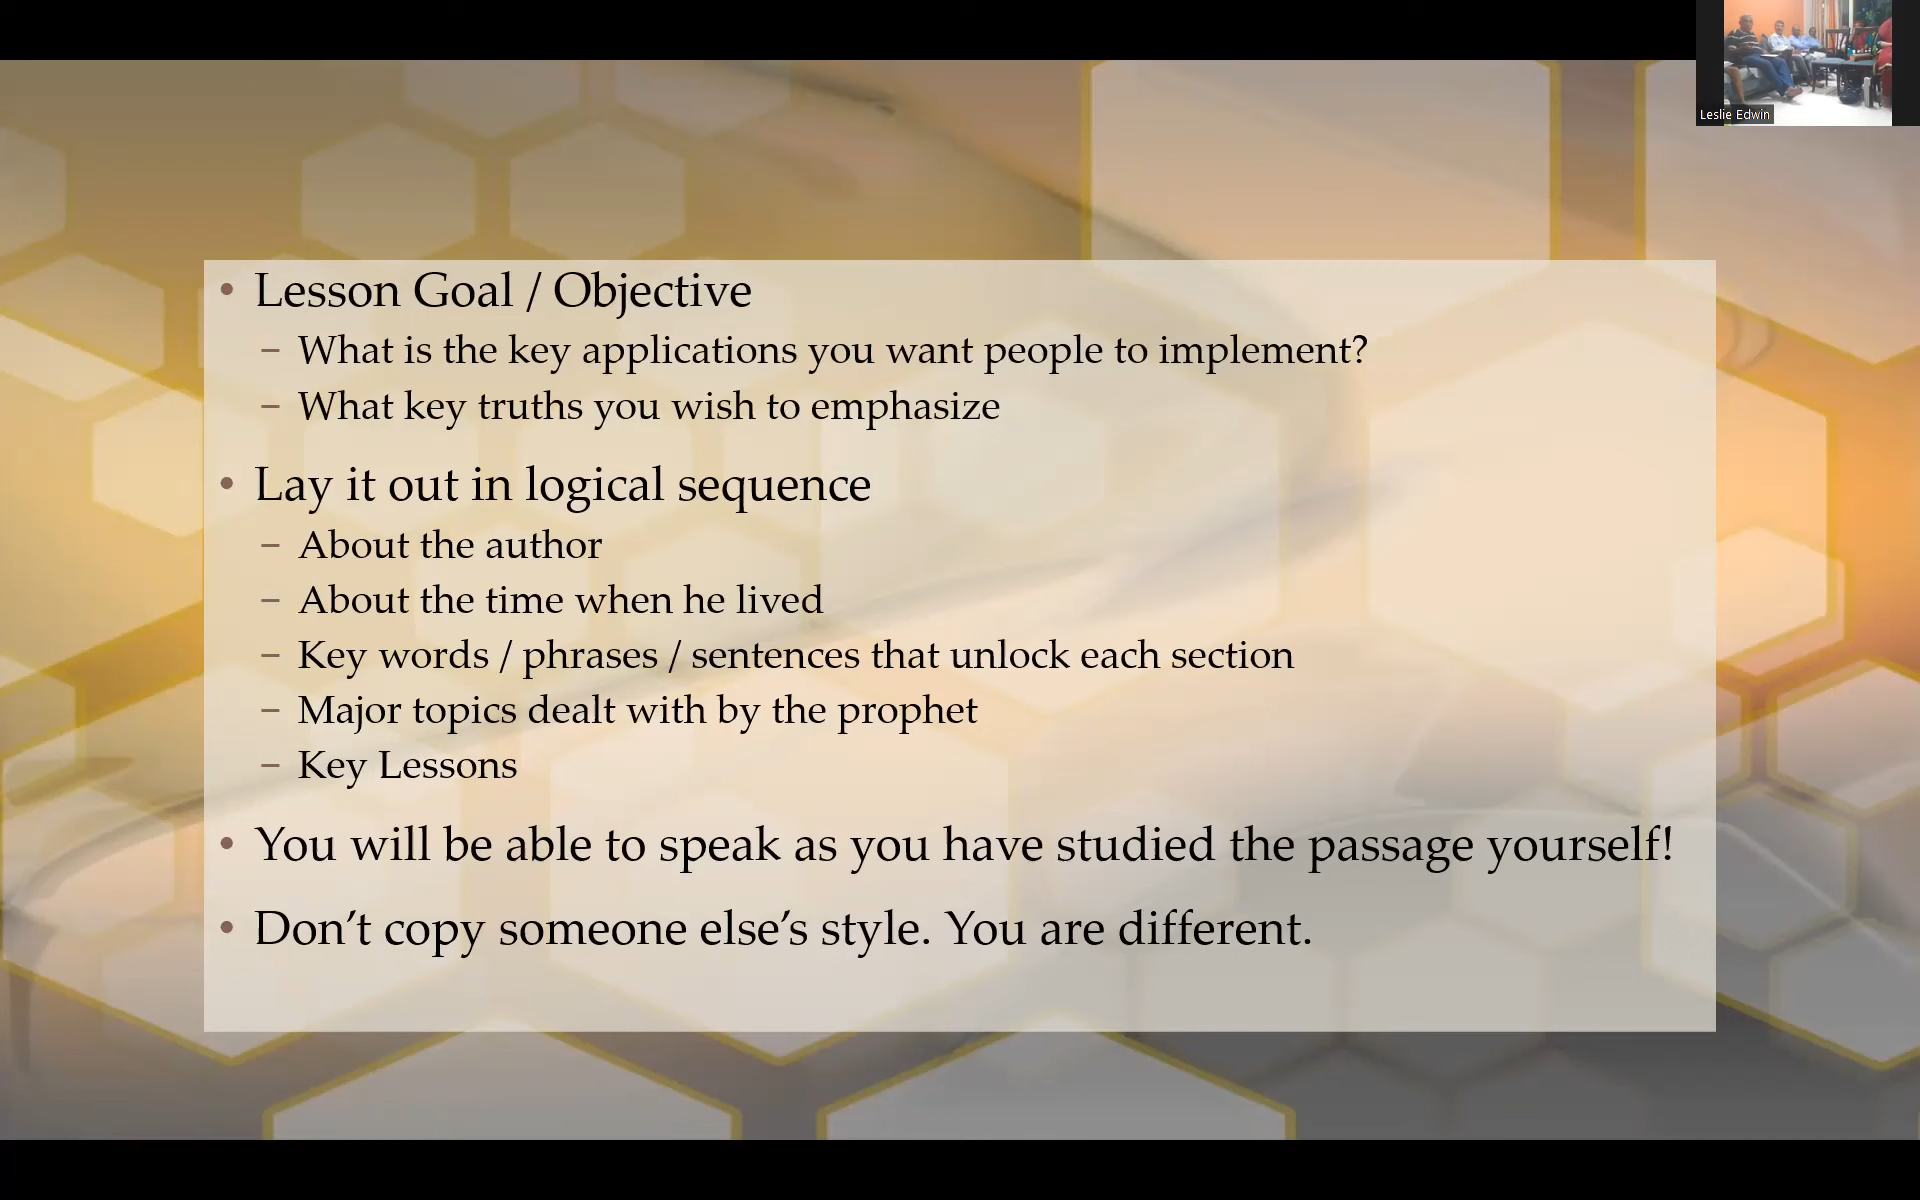 Leslie Edwin
• Lesson Goal / Objective
– What is the key applications you want people to implement?
– What key truths you wish to emphasize
• Lay it out in logical sequence
– About the author
– About the time when he lived
– Key words / phrases / sentences that unlock each section
– Major topics dealt with by the prophet
– Key Lessons
• You will be able to speak as you have studied the passage yourself!
• Don’t copy someone else’s style. You are different.